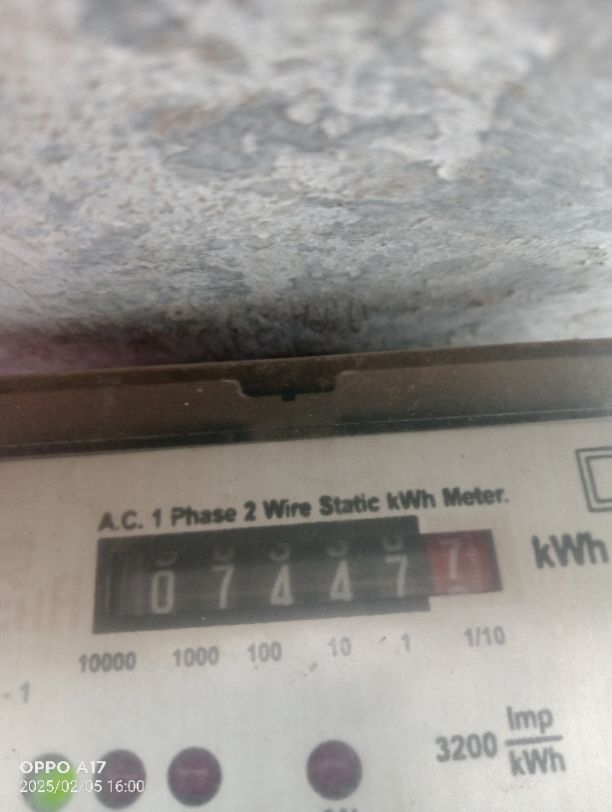 A.C. 1 Phase 2 Wire Static kWh Meter.
0 7 4 4 7 7 kWh
10000 1000 100 10 1 1/10
- 1
3200 Imp/kWh
OPPO A17
2025/02/05 16:00